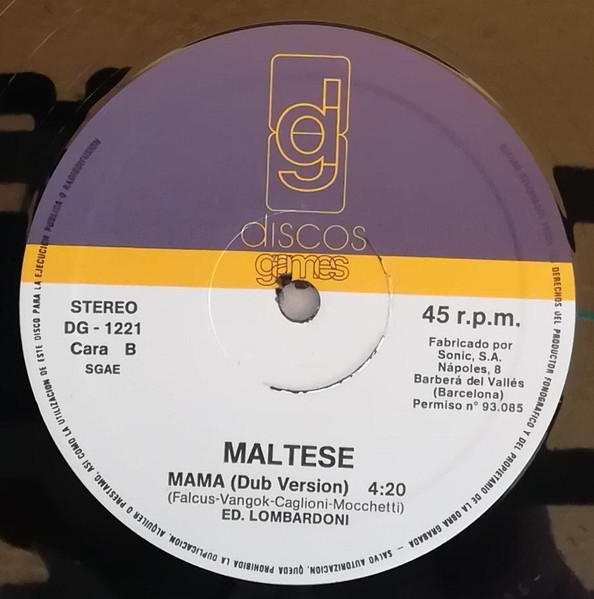 dg
discos
games
STEREO
DG - 1221
Cara B
SGAE
45 r.p.m.
Fabricado por
Sonic, S.A.
Nápoles, 8
Barberá del Vallés
(Barcelona)
Permiso n° 93.085
MALTESE
MAMA (Dub Version) 4:20
(Falcus-Vangok-Caglioni-Mocchetti)
ED. LOMBARDONI
DERECHOS DEL PRODUCTOR FONOGRAFICO Y DEL PROPIETARIO DE LA OBRA GRABADA — SALVO AUTORIZACION, QUEDA PROHIBIDA LA DUPLICACION, ALQUILER O PRESTAMO, ASI COMO LA UTILIZACION DE ESTE DISCO PARA LA EJECUCION PUBLICA O RADIODIFUSION